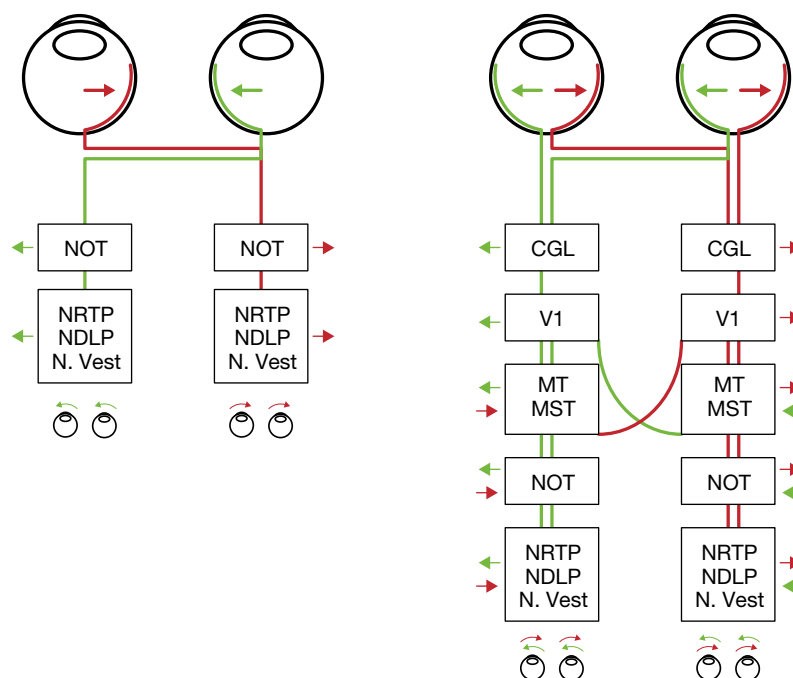 NOT
NOT
NRTP
NDLP
N. Vest
NRTP
NDLP
N. Vest
CGL
CGL
V1
V1
MT
MST
MT
MST
NOT
NOT
NRTP
NDLP
N. Vest
NRTP
NDLP
N. Vest